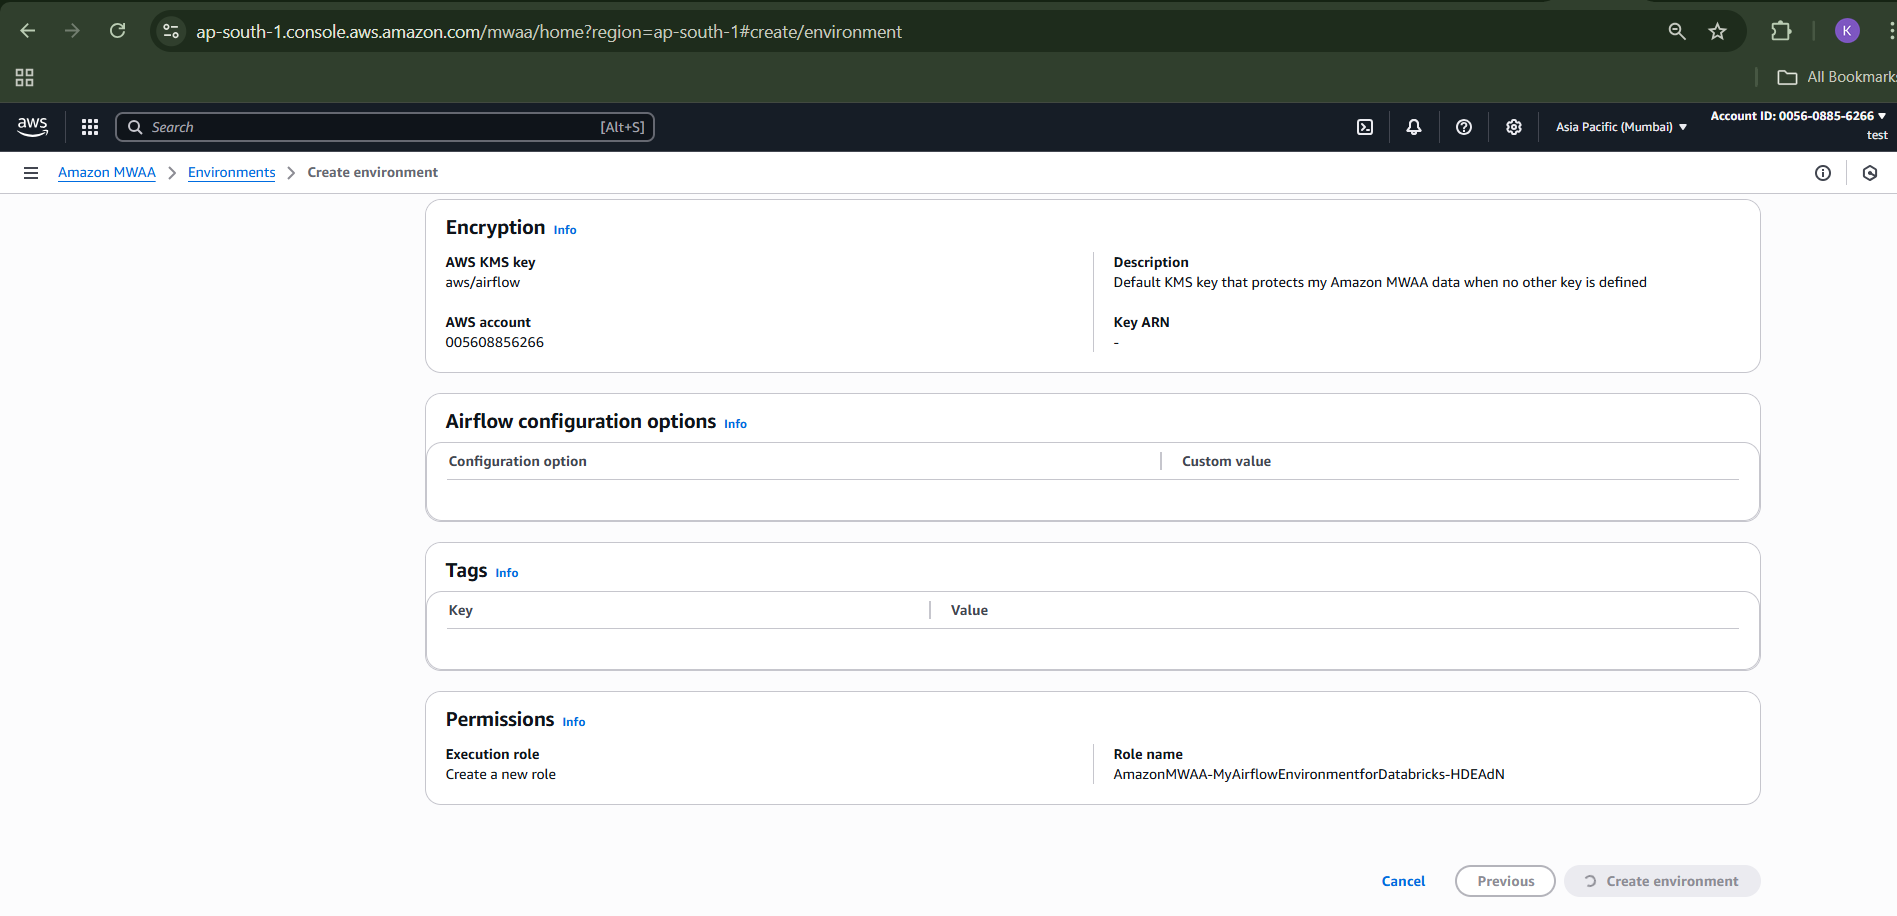 ap-south-1.console.aws.amazon.com/mwaa/home?region=ap-south-1#create/environment
K
All Bookmarks
aws
Search
[Alt+S]
Asia Pacific (Mumbai)
Account ID: 0056-0885-6266
test
Amazon MWAA
Environments
Create environment
Encryption Info
AWS KMS key
aws/airflow
AWS account
005608856266
Description
Default KMS key that protects my Amazon MWAA data when no other key is defined
Key ARN
-
Airflow configuration options Info
Configuration option
Custom value
Tags Info
Key
Value
Permissions Info
Execution role
Create a new role
Role name
AmazonMWAA-MyAirflowEnvironmentforDatabricks-HDEAdN
Cancel
Previous
Create environment